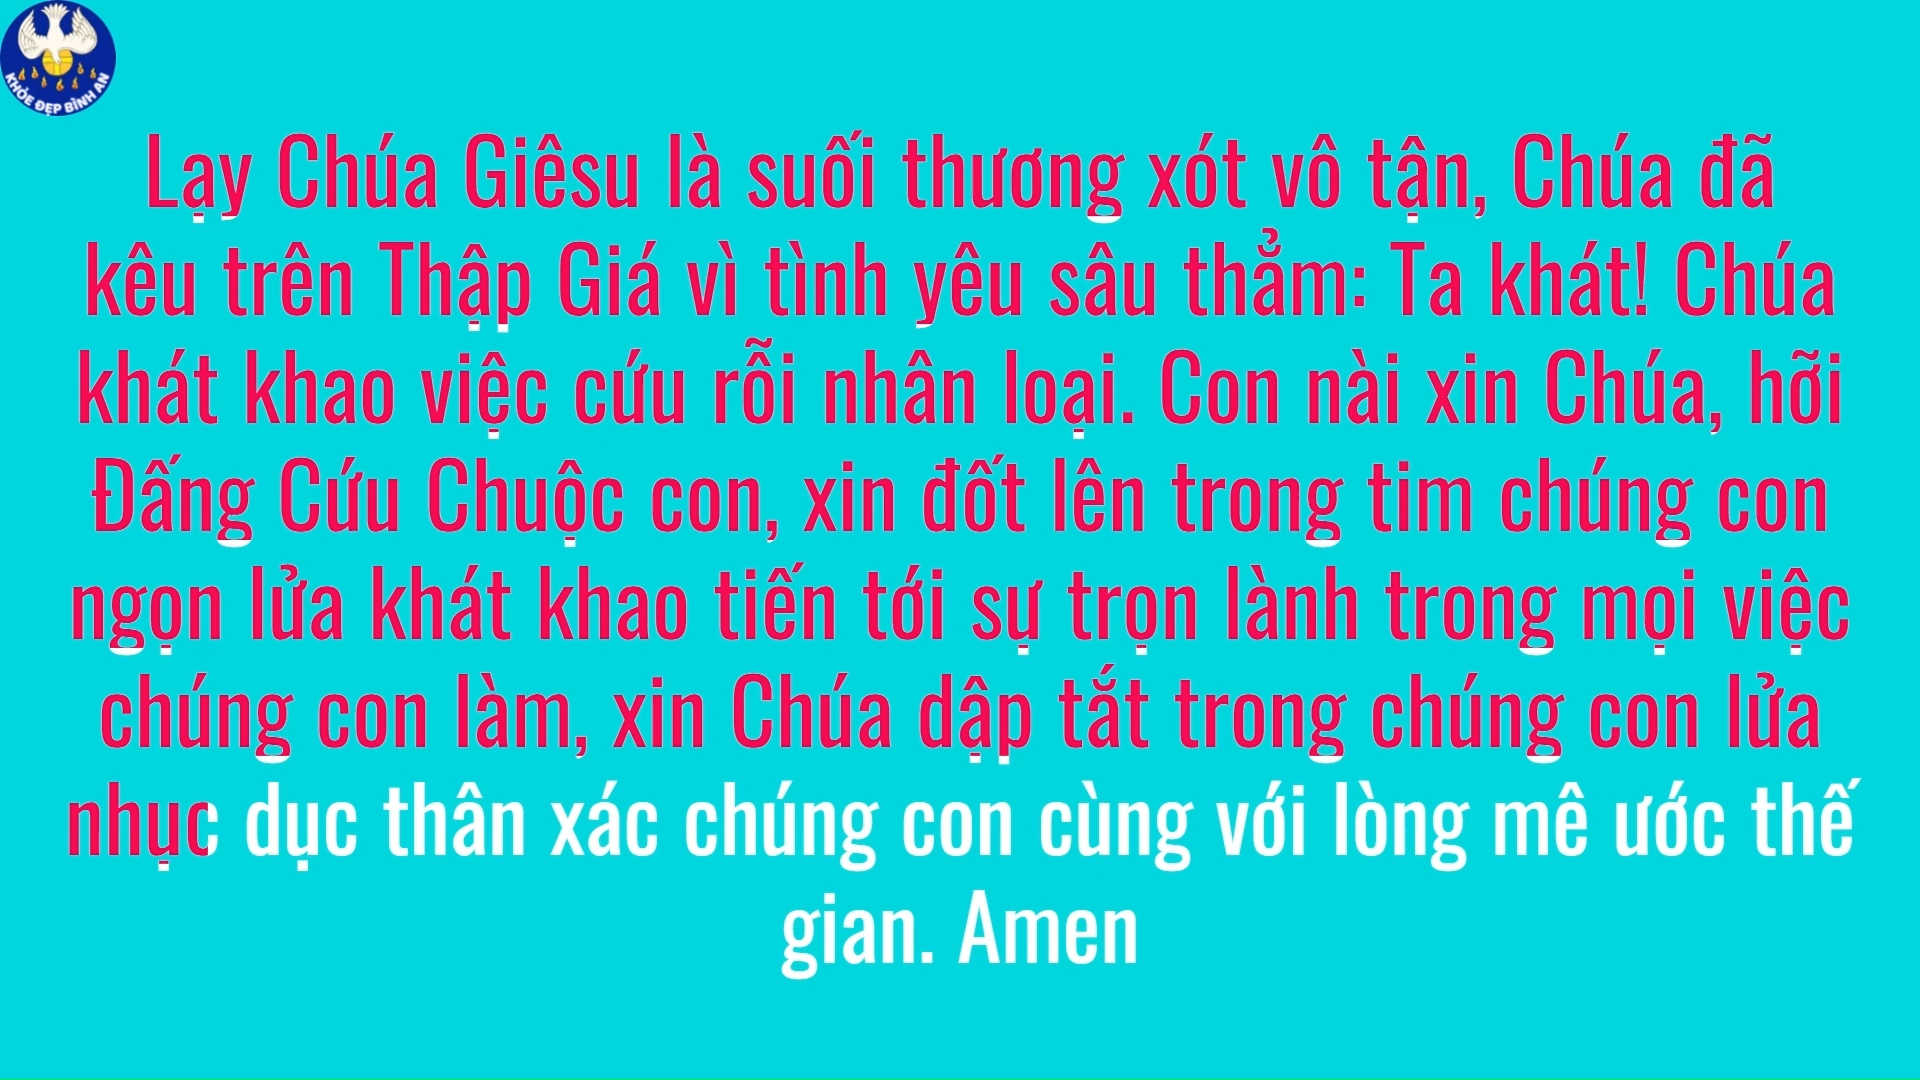 KHỎE ĐẸP BÌNH AN
Lạy Chúa Giêsu là suối thương xót vô tận, Chúa đã
kêu trên Thập Giá vì tình yêu sâu thẳm: Ta khát! Chúa
khát khao việc cứu rỗi nhân loại. Con nài xin Chúa, hỡi
Đấng Cứu Chuộc con, xin đốt lên trong tim chúng con
ngọn lửa khát khao tiến tới sự trọn lành trong mọi việc
chúng con làm, xin Chúa dập tắt trong chúng con lửa
nhục dục thân xác chúng con cùng với lòng mê ước thế
gian. Amen